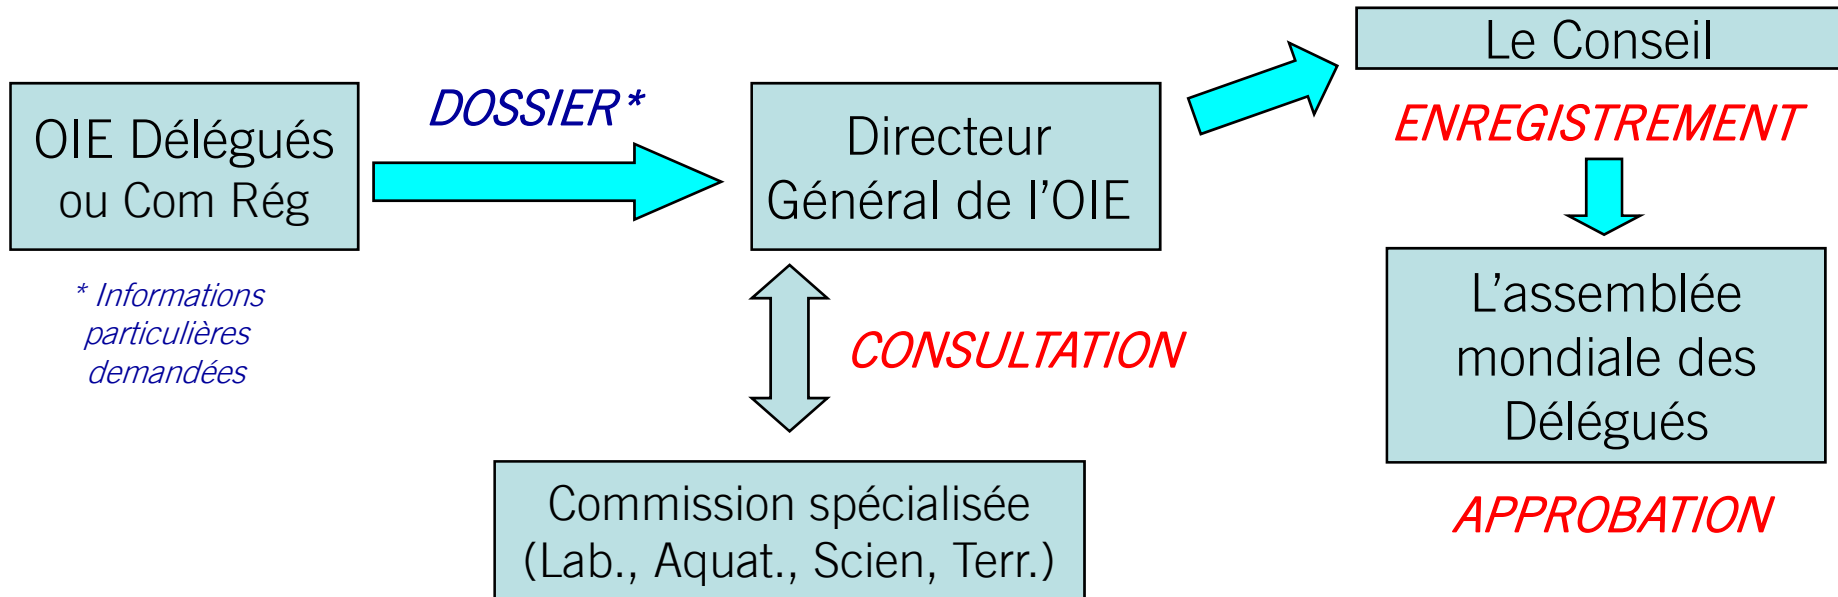 OIE Délégués
ou Com Rég
* Informations
particulières
demandées
DOSSIER*
Directeur
Général de l'OIE
CONSULTATION
Commission spécialisée
(Lab., Aquat., Scien, Terr.)
Le Conseil
ENREGISTREMENT
L'assemblée
mondiale des
Délégués
APPROBATION